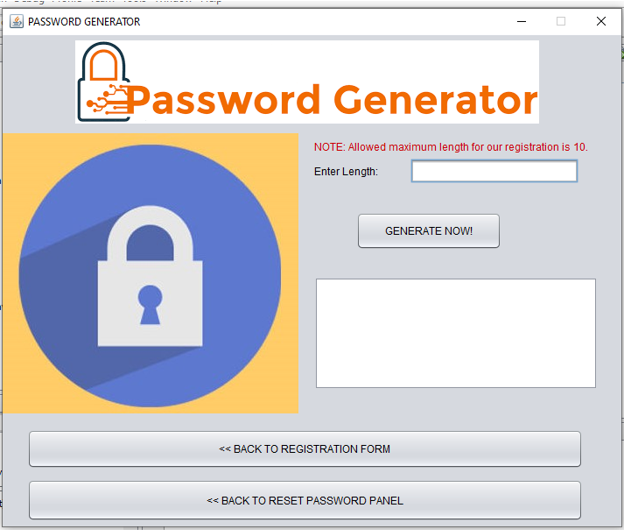 PASSWORD GENERATOR
Password Generator
NOTE: Allowed maximum length for our registration is 10.
Enter Length:
GENERATE NOW!
<< BACK TO REGISTRATION FORM
<< BACK TO RESET PASSWORD PANEL